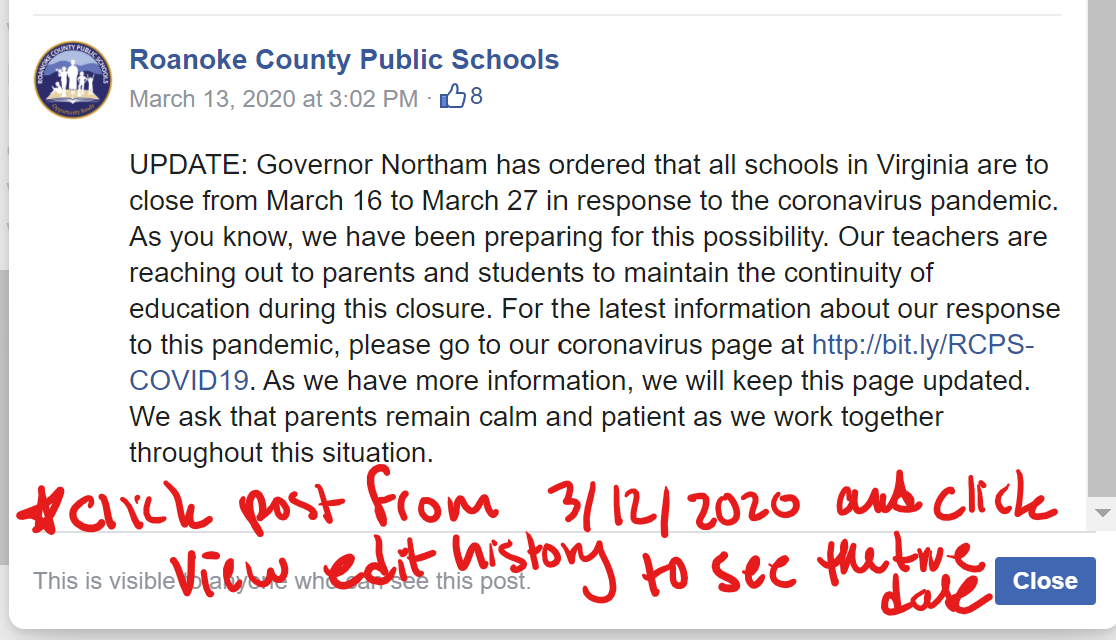 ROANOKE COUNTY PUBLIC SCHOOLS
Roanoke County Public Schools
March 13, 2020 at 3:02 PM · 8
UPDATE: Governor Northam has ordered that all schools in Virginia are to
close from March 16 to March 27 in response to the coronavirus pandemic.
As you know, we have been preparing for this possibility. Our teachers are
reaching out to parents and students to maintain the continuity of
education during this closure. For the latest information about our response
to this pandemic, please go to our coronavirus page at http://bit.ly/RCPS-
COVID19. As we have more information, we will keep this page updated.
We ask that parents remain calm and patient as we work together
throughout this situation.
*click post from 3/12/2020 and click
View edit history to see the true
date
This is visible to anyone who can see this post.
Close